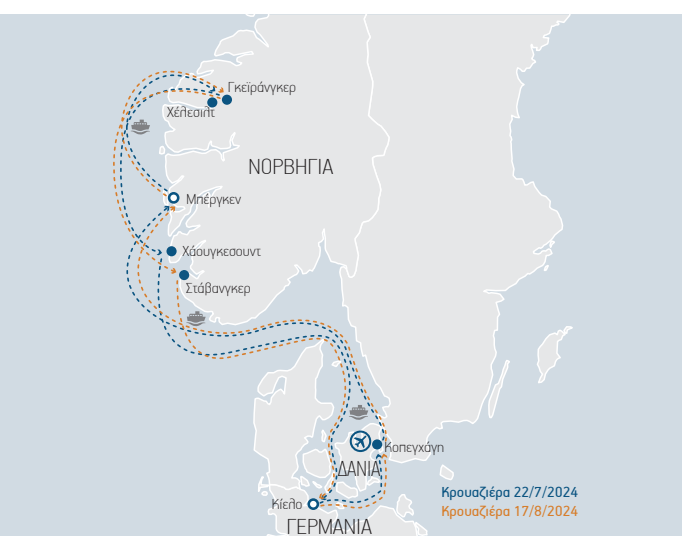 Γκεϊράνγκερ
Χέλεσιλτ
ΝΟΡΒΗΓΙΑ
Μπέργκεν
Χάουγκεσουντ
Στάβανγκερ
Κοπεγχάγη
ΔΑΝΙΑ
Κίελο
ΓΕΡΜΑΝΙΑ
Κρουαζιέρα 22/7/2024
Κρουαζιέρα 17/8/2024